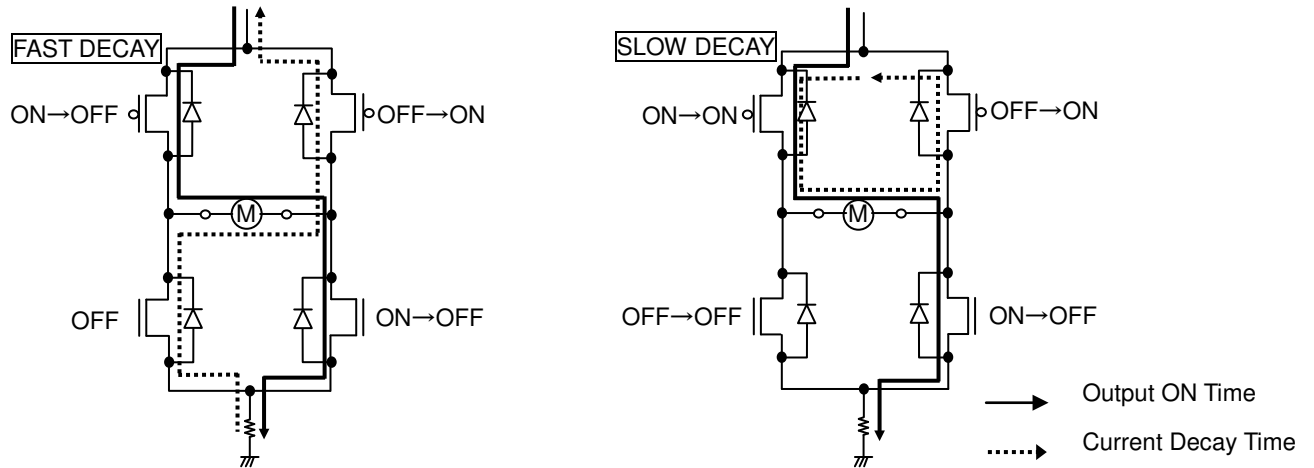 FAST DECAY
ON→OFF
OFF→ON
M
OFF
ON→OFF
SLOW DECAY
ON→ON
OFF→ON
M
OFF→OFF
ON→OFF
Output ON Time
Current Decay Time